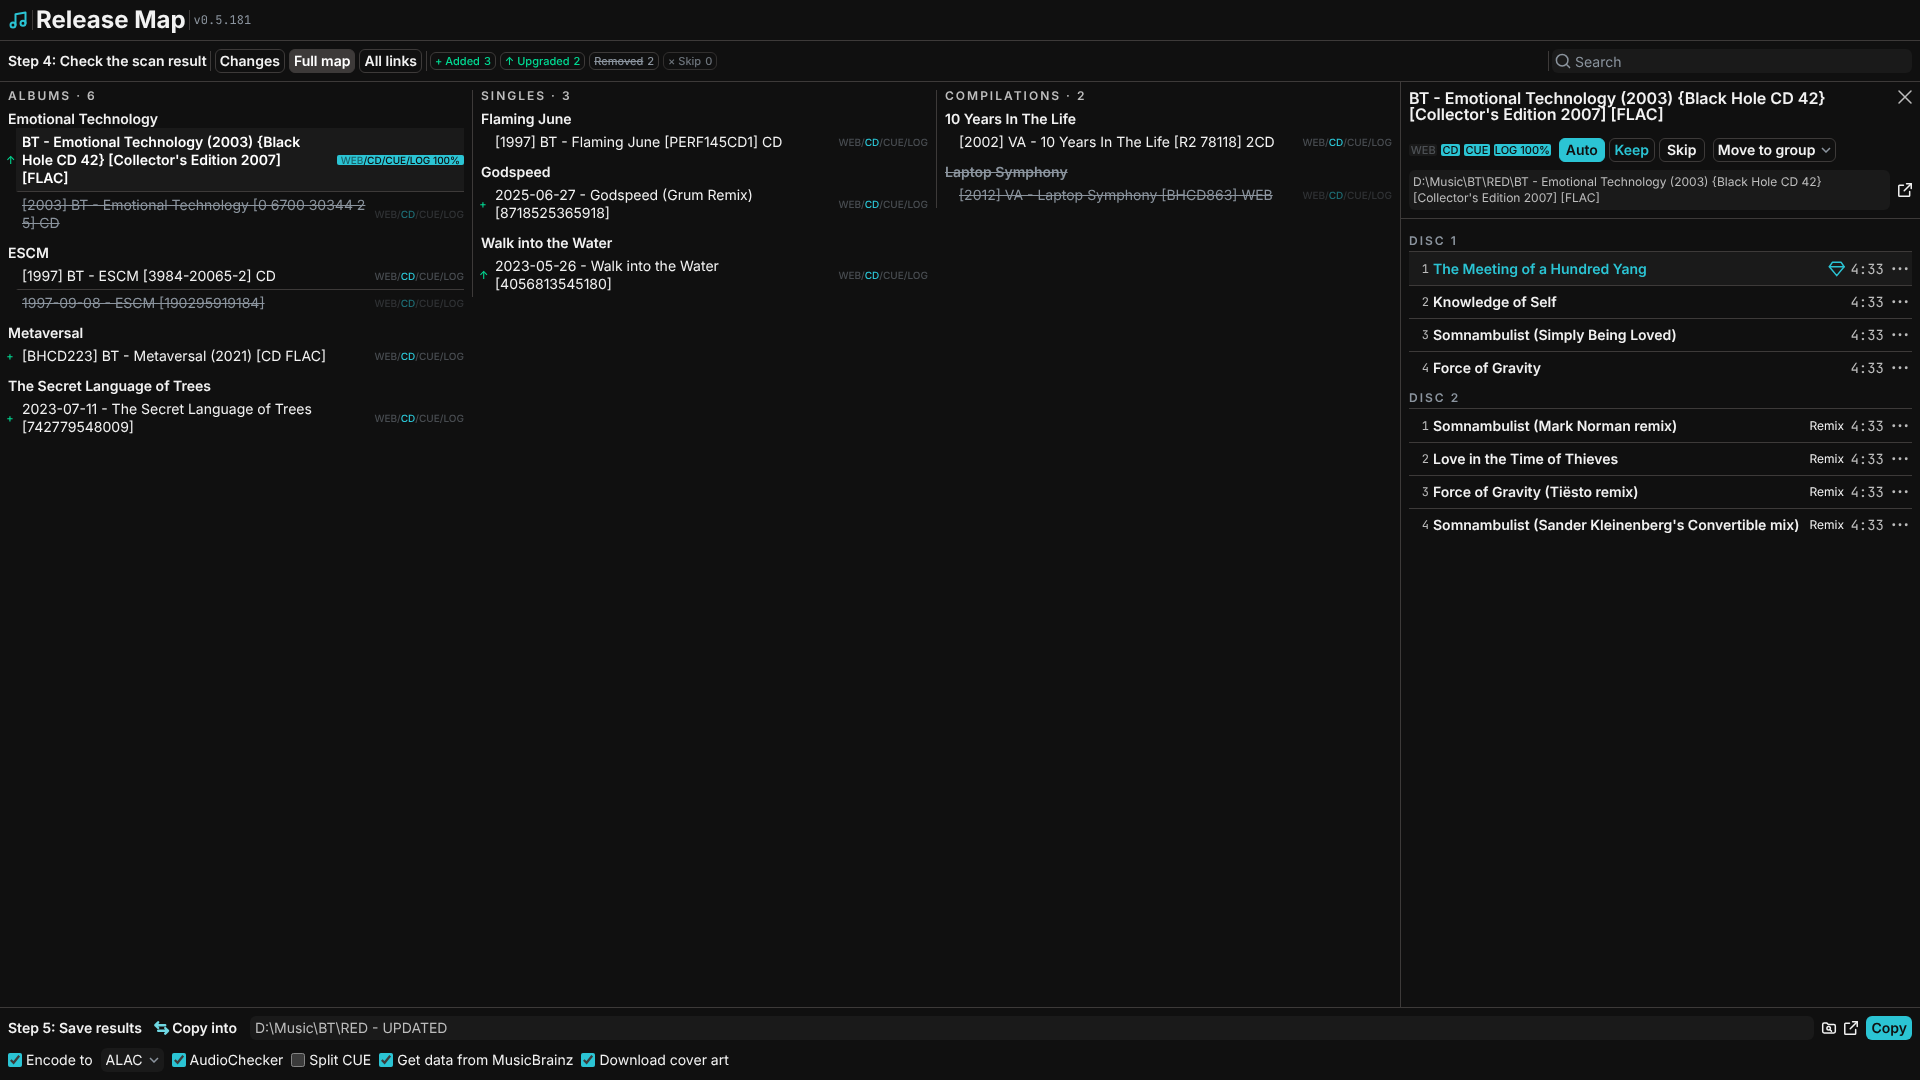 Release Map v0.5.181
Step 4: Check the scan result Changes Full map All links + Added 3 ↑ Upgraded 2 Removed 2 × Skip 0 Search
ALBUMS · 6
Emotional Technology
BT - Emotional Technology (2003) {Black
Hole CD 42} [Collector's Edition 2007]
[FLAC]
WEB/CD/CUE/LOG 100%
[2003] BT - Emotional Technology [0 6700 30344 2
5] CD
WEB/CD/CUE/LOG
ESCM
[1997] BT - ESCM [3984-20065-2] CD WEB/CD/CUE/LOG
1997-09-08 - ESCM [190295919184] WEB/CD/CUE/LOG
Metaversal
[BHCD223] BT - Metaversal (2021) [CD FLAC] WEB/CD/CUE/LOG
The Secret Language of Trees
2023-07-11 - The Secret Language of Trees
[742779548009]
WEB/CD/CUE/LOG
SINGLES · 3
Flaming June
[1997] BT - Flaming June [PERF145CD1] CD WEB/CD/CUE/LOG
Godspeed
2025-06-27 - Godspeed (Grum Remix)
[8718525365918]
WEB/CD/CUE/LOG
Walk into the Water
2023-05-26 - Walk into the Water
[4056813545180]
WEB/CD/CUE/LOG
COMPILATIONS · 2
10 Years In The Life
[2002] VA - 10 Years In The Life [R2 78118] 2CD WEB/CD/CUE/LOG
Laptop Symphony
[2012] VA - Laptop Symphony [BHCD863] WEB WEB/CD/CUE/LOG
BT - Emotional Technology (2003) {Black Hole CD 42}
[Collector's Edition 2007] [FLAC]
WEB CD CUE LOG 100% Auto Keep Skip Move to group
D:\Music\BT\RED\BT - Emotional Technology (2003) {Black Hole CD 42}
[Collector's Edition 2007] [FLAC]
DISC 1
1 The Meeting of a Hundred Yang 4:33 ···
2 Knowledge of Self 4:33 ···
3 Somnambulist (Simply Being Loved) 4:33 ···
4 Force of Gravity 4:33 ···
DISC 2
1 Somnambulist (Mark Norman remix) Remix 4:33 ···
2 Love in the Time of Thieves Remix 4:33 ···
3 Force of Gravity (Tiësto remix) Remix 4:33 ···
4 Somnambulist (Sander Kleinenberg's Convertible mix) Remix 4:33 ···
Step 5: Save results Copy into D:\Music\BT\RED - UPDATED Copy
Encode to ALAC AudioChecker Split CUE Get data from MusicBrainz Download cover art